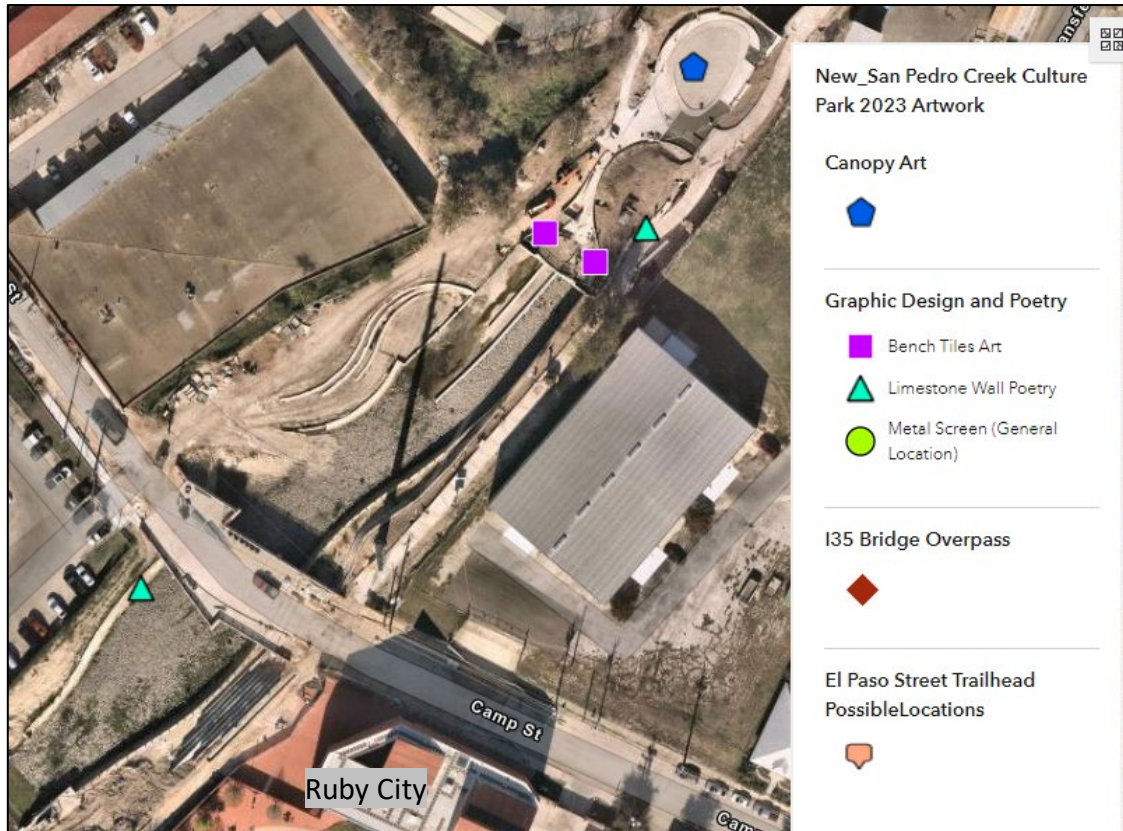 New_San Pedro Creek Culture
Park 2023 Artwork
Canopy Art
Graphic Design and Poetry
Bench Tiles Art
Limestone Wall Poetry
Metal Screen (General
Location)
I35 Bridge Overpass
El Paso Street Trailhead
PossibleLocations
St
Camp St
Ruby City